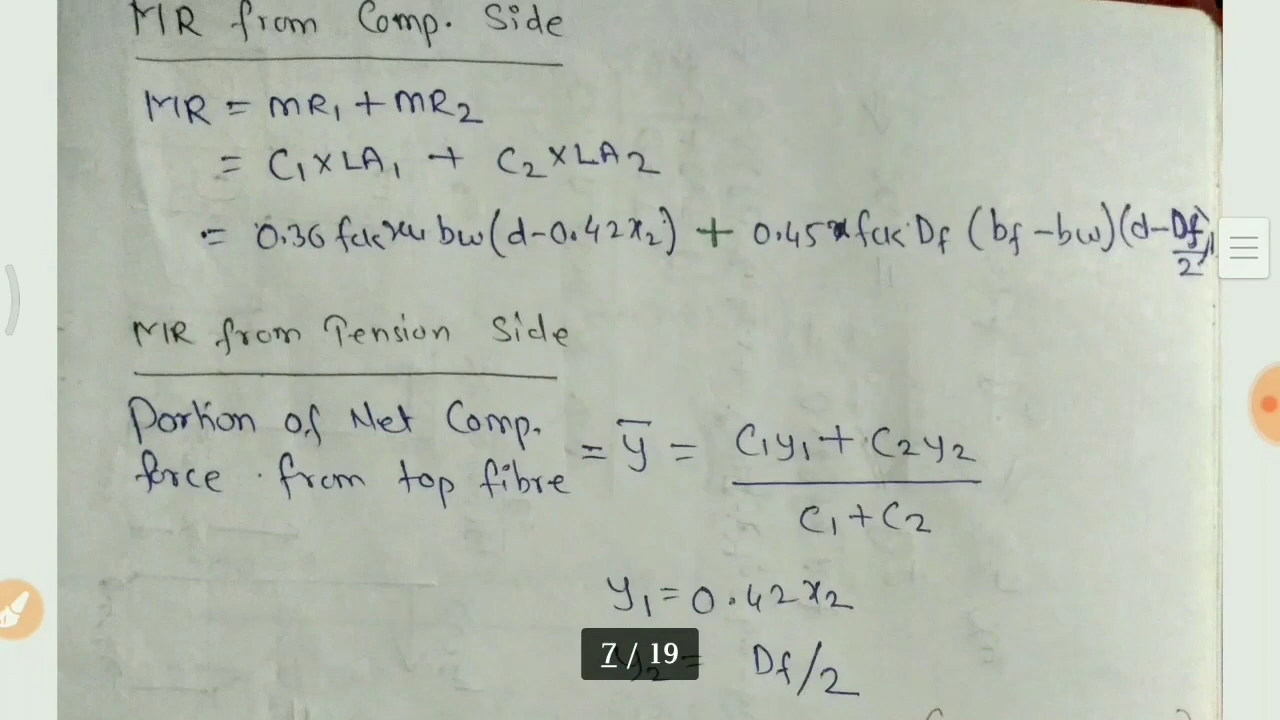 MR from Comp. Side
MR = MR1 + MR2
= C1 x LA1 + C2 x LA2
= 0.36 fck xu bw (d-0.42x2) + 0.45 fck Df (bf - bw) (d - Df/2)
MR from Tension Side
Portion of Net Comp. force from top fibre = ȳ = (C1y1 + C2y2) / (C1 + C2)
y1 = 0.42x2
y2 = Df/2
7 / 19